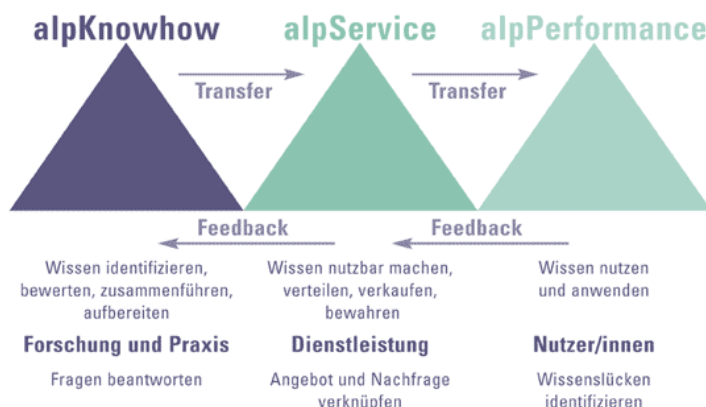 alpKnowhow alpService alpPerformance
Transfer Transfer
Feedback Feedback
Wissen identifizieren,
bewerten, zusammenführen,
aufbereiten
Wissen nutzbar machen,
verteilen, verkaufen,
bewahren
Wissen nutzen
und anwenden
Forschung und Praxis
Dienstleistung
Nutzer/innen
Fragen beantworten
Angebot und Nachfrage
verknüpfen
Wissenslücken
identifizieren